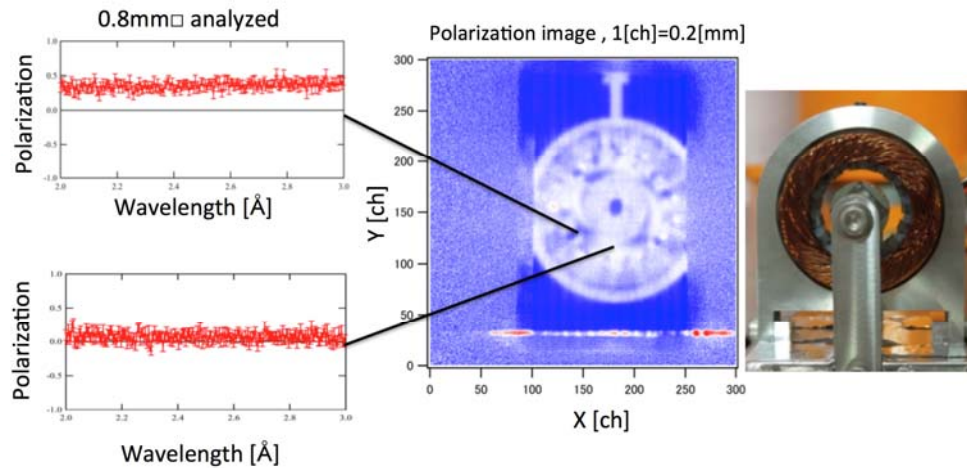 0.8mm□ analyzed
Polarization
1.0
0.5
0.0
-0.5
-1.0
2.0 2.2 2.4 2.6 2.8 3.0
Wavelength [Å]
Polarization
1.0
0.5
0.0
-0.5
-1.0
2.0 2.2 2.4 2.6 2.8 3.0
Wavelength [Å]
Polarization image , 1[ch]=0.2[mm]
Y [ch]
300
250
200
150
100
50
0
0 50 100 150 200 250 300
X [ch]